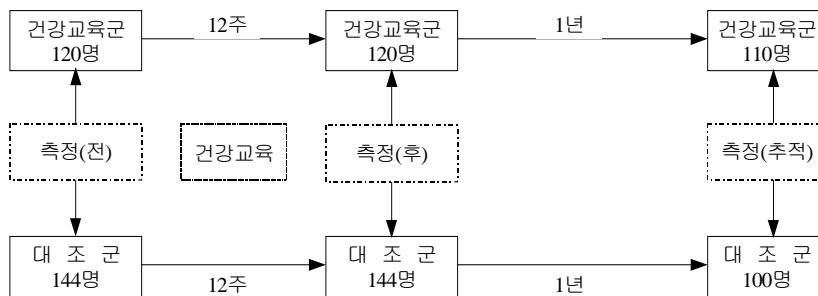 건강교육군
120명
12주
건강교육군
120명
1년
건강교육군
110명
측정(전)
건강교육
측정(후)
측정(추적)
대 조 군
144명
12주
대 조 군
144명
1년
대 조 군
100명